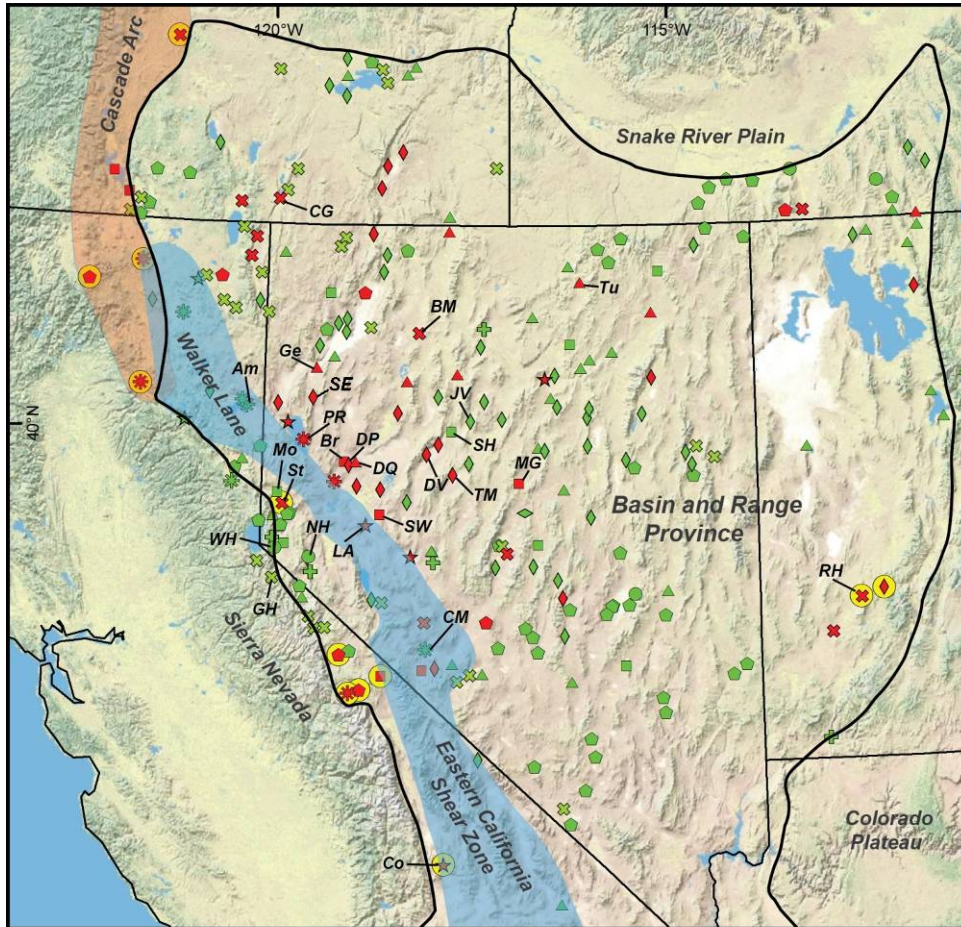 120°W
115°W
Cascade Arc
Snake River Plain
CG
Tu
BM
Ge
Walker Lane
Am
SE
JV
PR
40°N
Br
DP
SH
Mo
DQ
St
DV
MG
TM
Basin and Range
Province
SW
WH
NH
LA
RH
GH
CM
Sierra Nevada
Eastern California
Shear Zone
Colorado
Plateau
Co